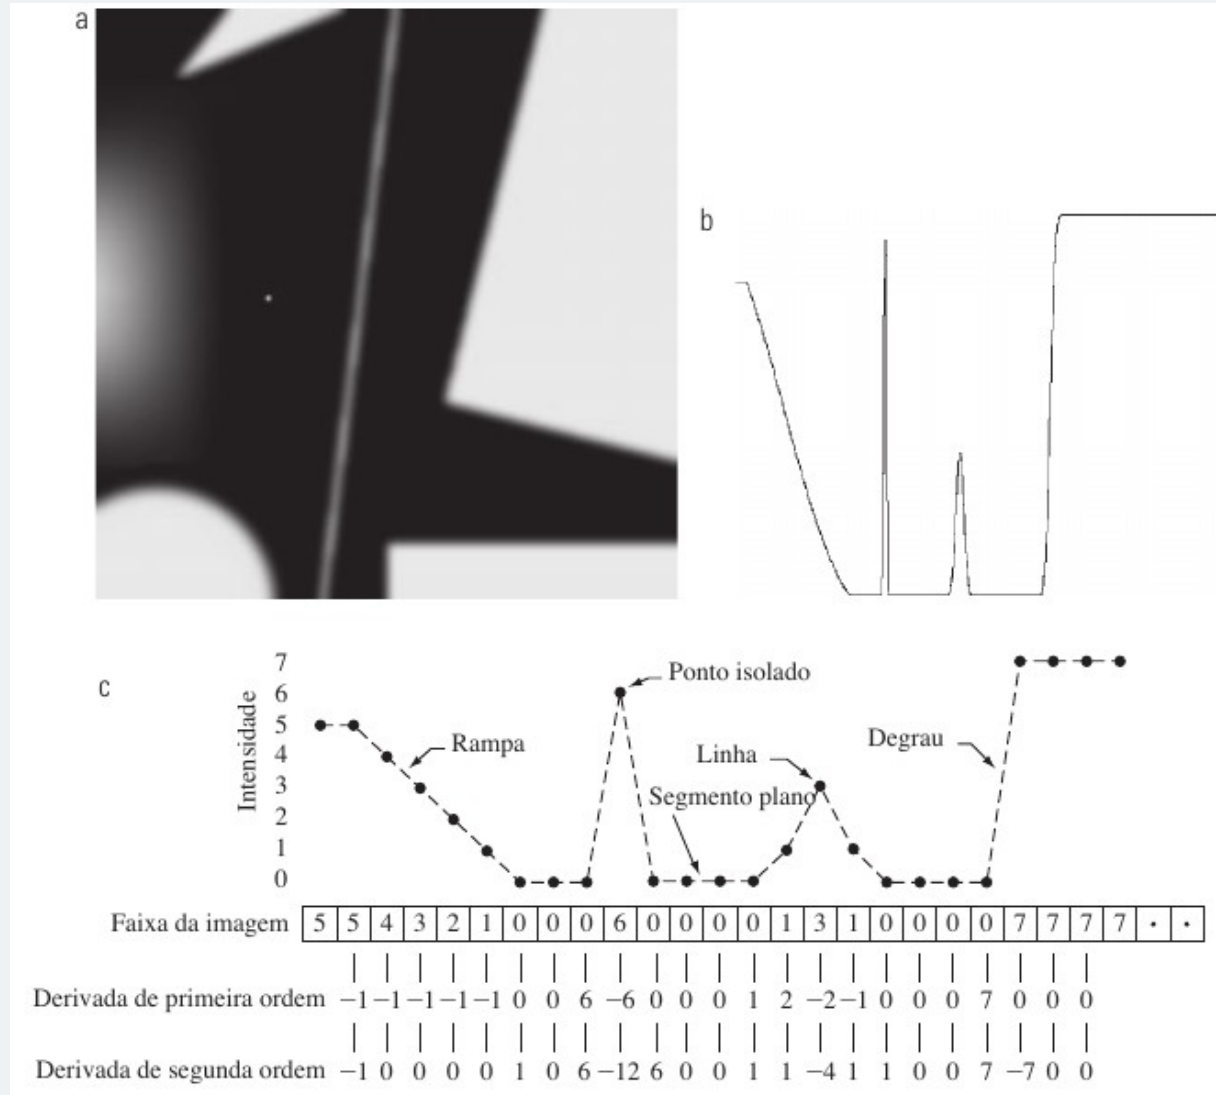 a
b
c
7
6
5
4
3
2
1
0
Intensidade
Rampa
Ponto isolado
Linha
Segmento plano
Degrau
Faixa da imagem 5 5 4 3 2 1 0 0 0 6 0 0 0 0 1 3 1 0 0 0 0 7 7 7 7 • •
Derivada de primeira ordem −1 −1 −1 −1 −1 0 0 6 −6 0 0 0 1 2 −2 −1 0 0 0 7 0 0 0
Derivada de segunda ordem −1 0 0 0 0 1 0 6 −12 6 0 0 1 1 −4 1 1 0 0 7 −7 0 0